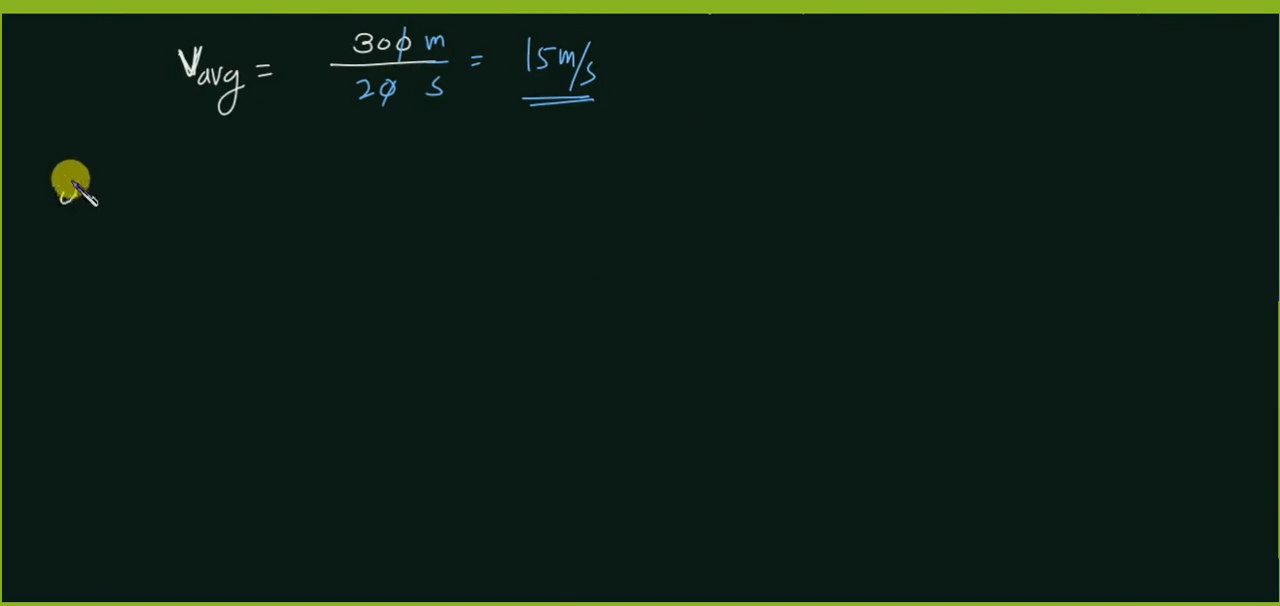 Vavg = 300 m / 20 s = 15 m/s